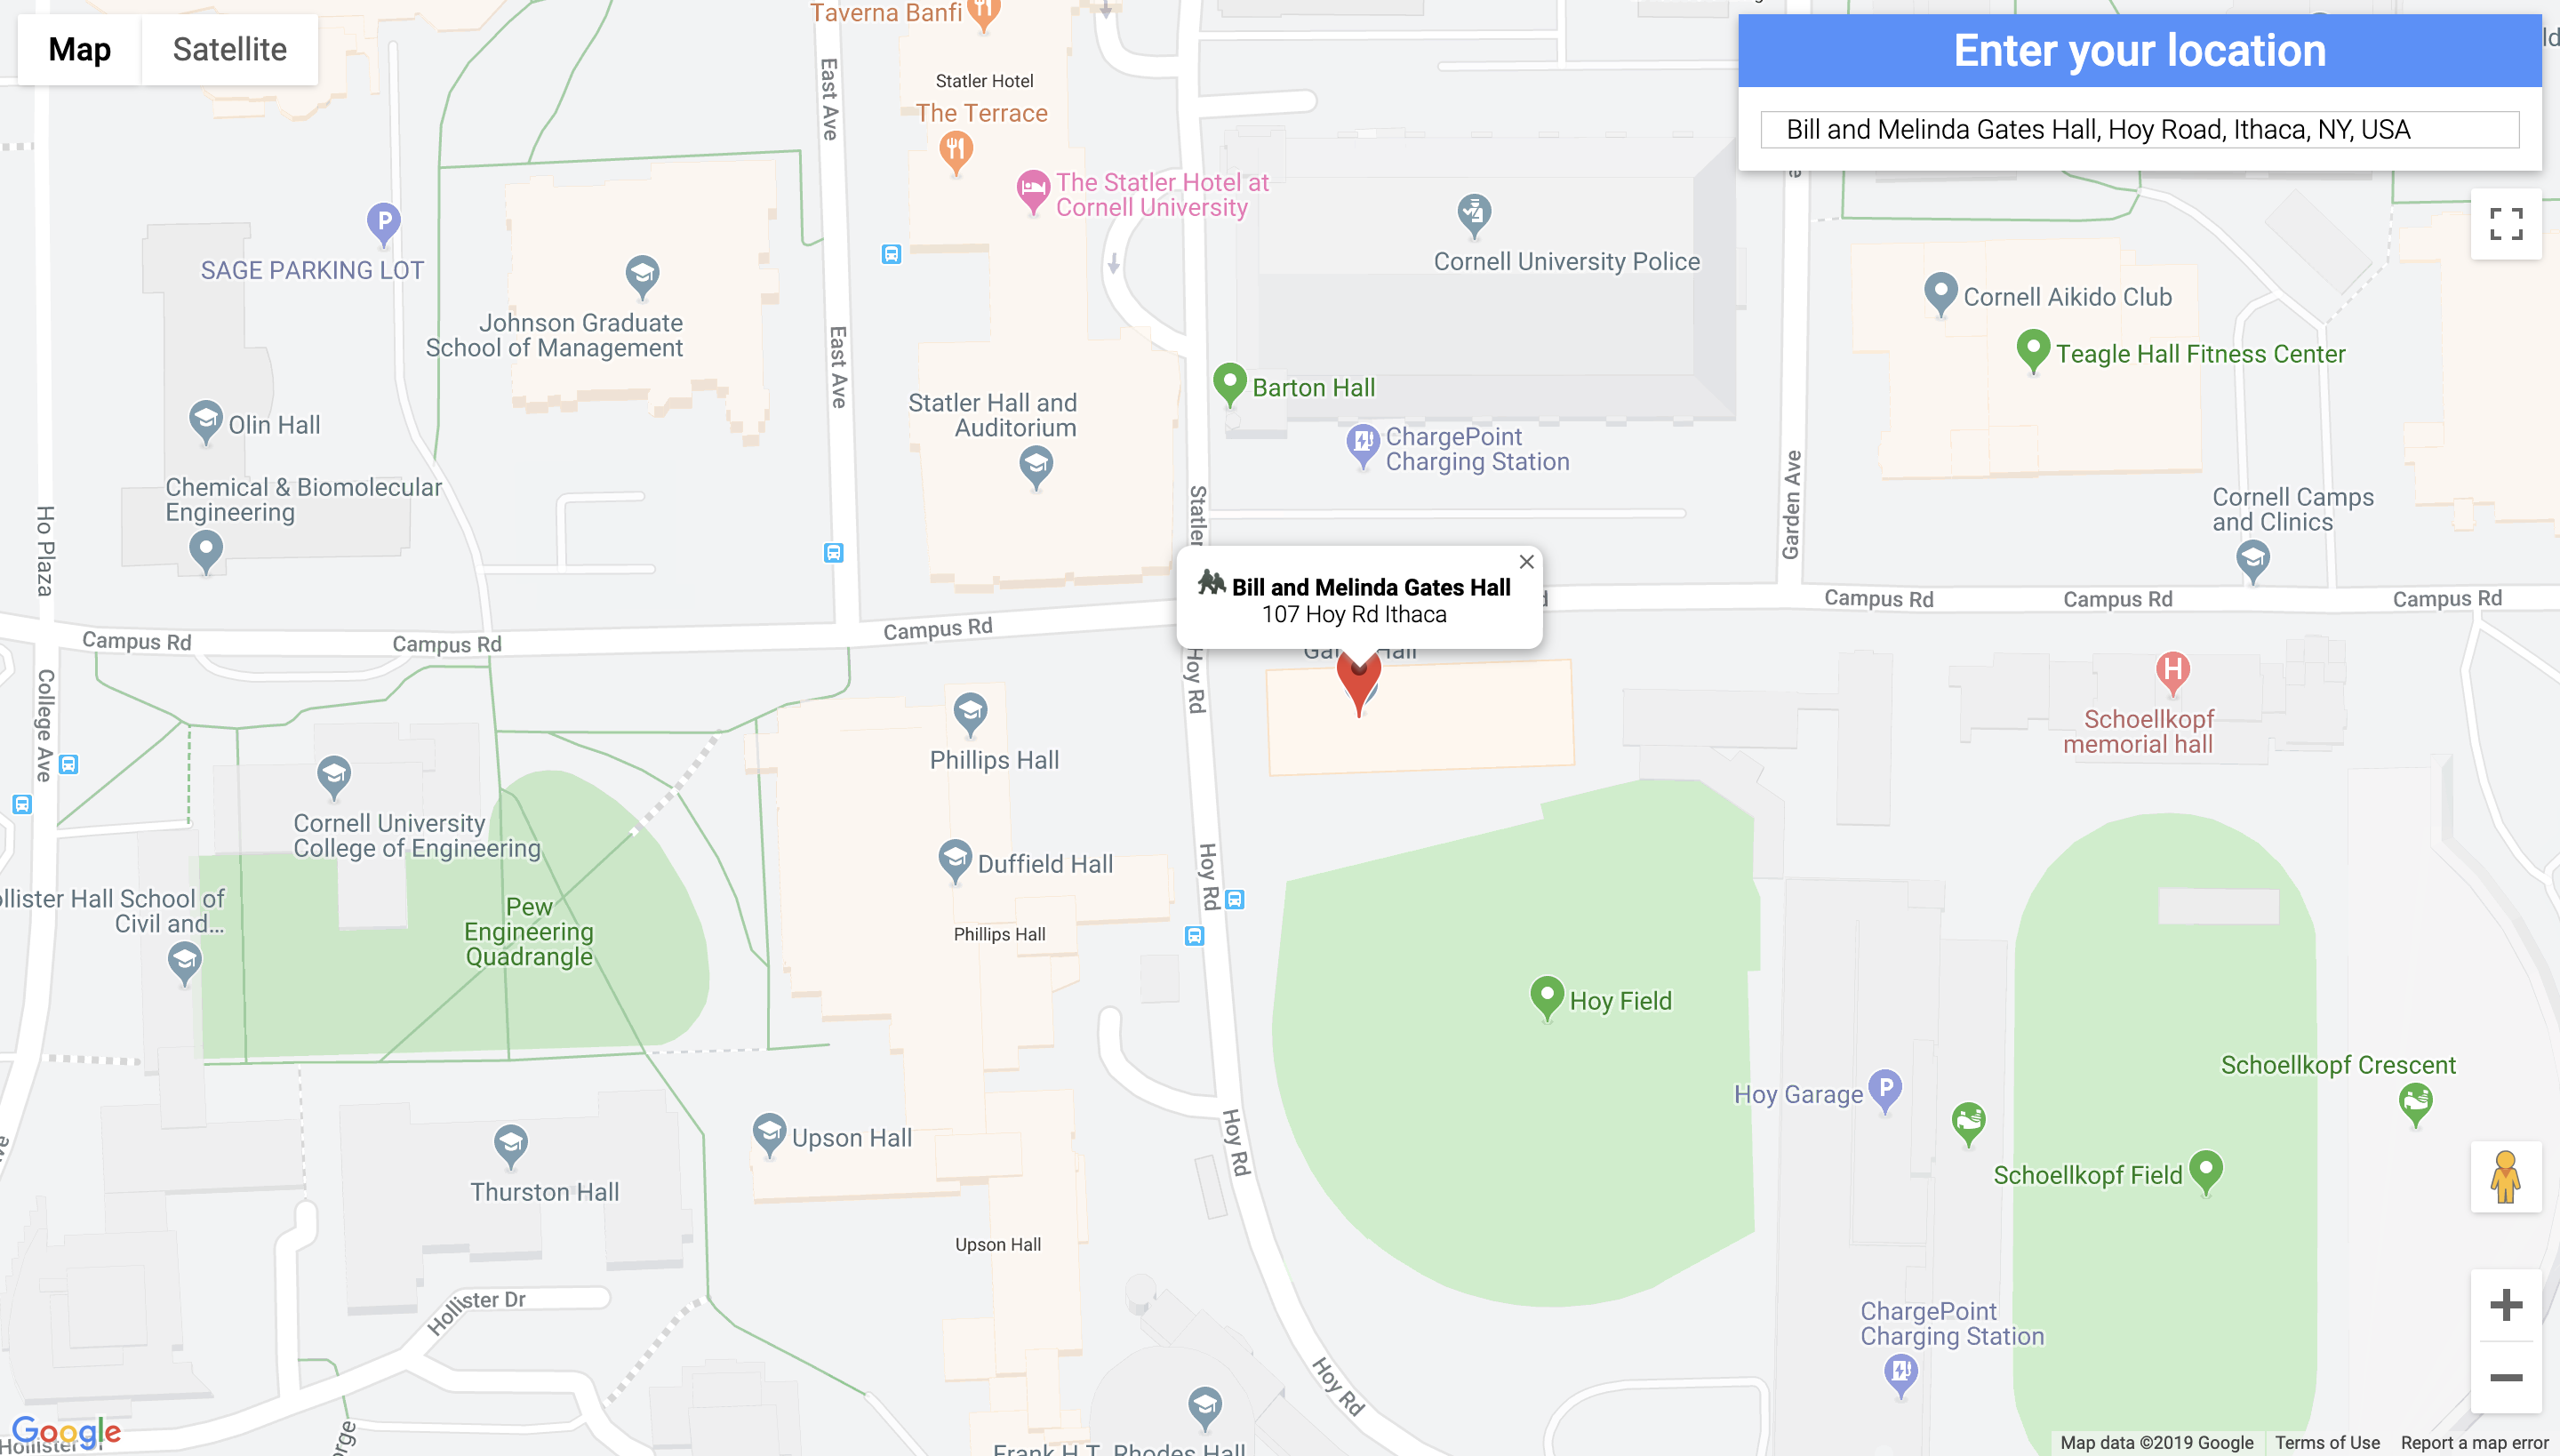 Map
Satellite
Enter your location
Bill and Melinda Gates Hall, Hoy Road, Ithaca, NY, USA
Taverna Banfi
Statler Hotel
The Terrace
The Statler Hotel at
Cornell University
East Ave
Cornell University Police
SAGE PARKING LOT
Johnson Graduate
School of Management
East Ave
Cornell Aikido Club
Teagle Hall Fitness Center
Barton Hall
Statler Hall and
Auditorium
Olin Hall
ChargePoint
Charging Station
Chemical & Biomolecular
Engineering
Ho Plaza
Statler
Garden Ave
Cornell Camps
and Clinics
Bill and Melinda Gates Hall
107 Hoy Rd Ithaca
Campus Rd
Campus Rd
Campus Rd
Campus Rd
Campus Rd
Campus Rd
Hall
College Ave
Hoy Rd
Schoellkopf
memorial hall
Phillips Hall
Cornell University
College of Engineering
Duffield Hall
Hoy Rd
ollister Hall School of
Civil and...
Pew
Engineering
Quadrangle
Phillips Hall
Hoy Field
Schoellkopf Crescent
Hoy Garage
Upson Hall
Hoy Rd
Schoellkopf Field
Thurston Hall
Upson Hall
Hollister Dr
ChargePoint
Charging Station
Hoy Rd
Google
Hollister Dr
orge
Frank H.T. Rhodes Hall
Map data ©2019 Google
Terms of Use
Report a map error